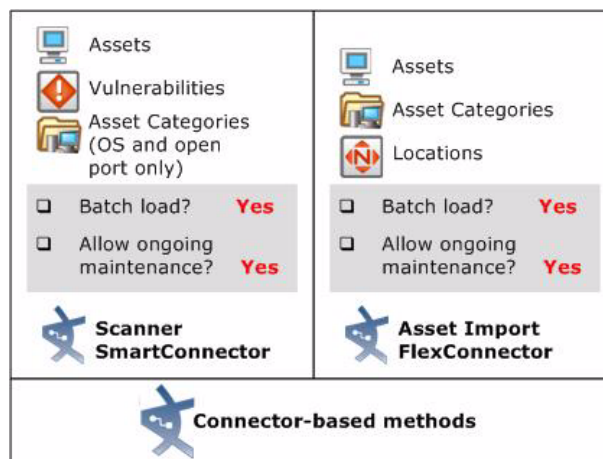 Assets
Vulnerabilities
Asset Categories
(OS and open
port only)
Batch load? Yes
Allow ongoing
maintenance? Yes
Scanner
SmartConnector
Assets
Asset Categories
N
Locations
Batch load? Yes
Allow ongoing
maintenance? Yes
Asset Import
FlexConnector
Connector-based methods